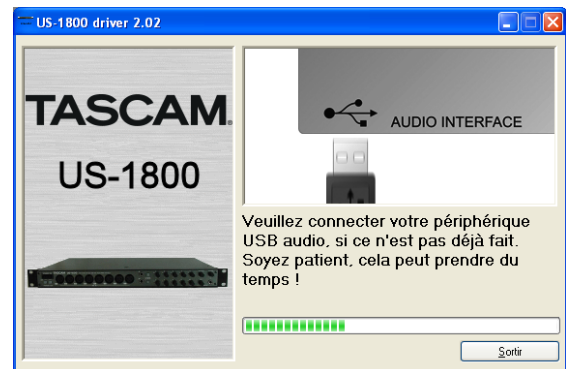 US-1800 driver 2.02
TASCAM
US-1800
AUDIO INTERFACE
Veuillez connecter votre périphérique
USB audio, si ce n'est pas déjà fait.
Soyez patient, cela peut prendre du
temps !
Sortir